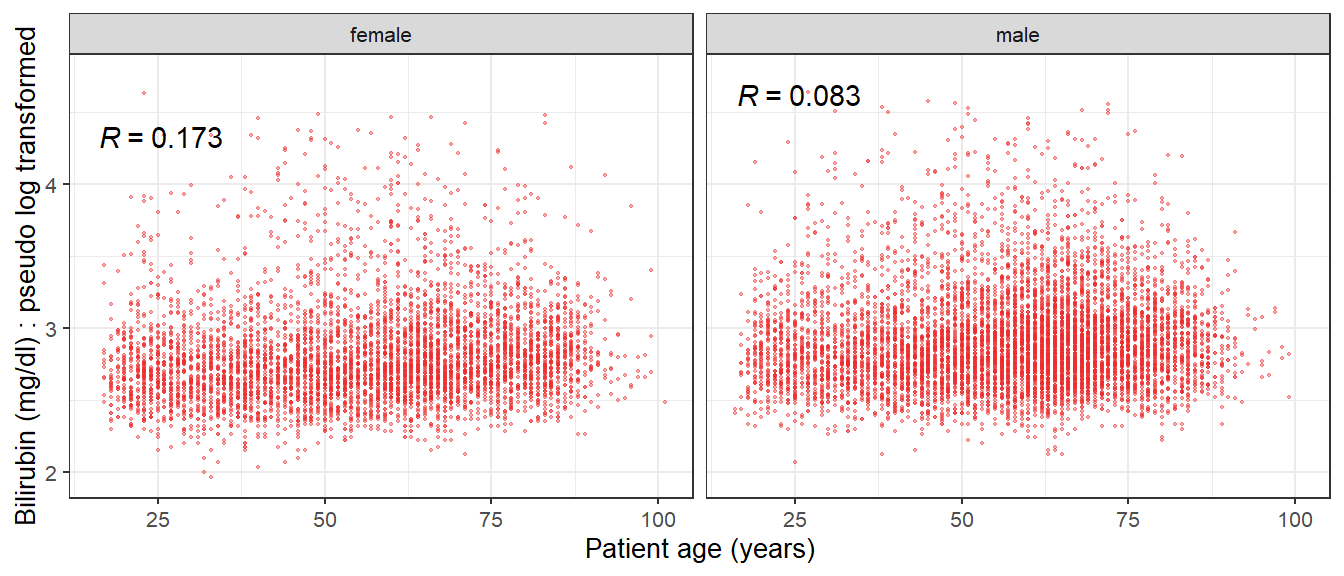 female
male
R = 0.173
R = 0.083
Bilirubin (mg/dl) : pseudo log transformed
4
3
2
25
50
75
100
25
50
75
100
Patient age (years)